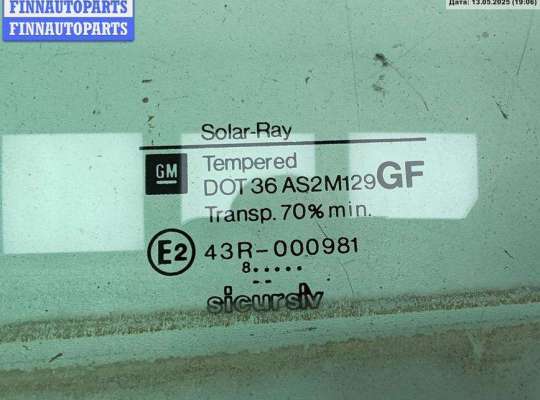 FINNAUTOPARTS
FINNAUTOPARTS
Дата: 13.05.2025 (19:06)
Solar-Ray
GM
Tempered
DOT 36 AS2M129 GF
Transp. 70% min.
E2 43R-000981
8.....
--
sicursiv